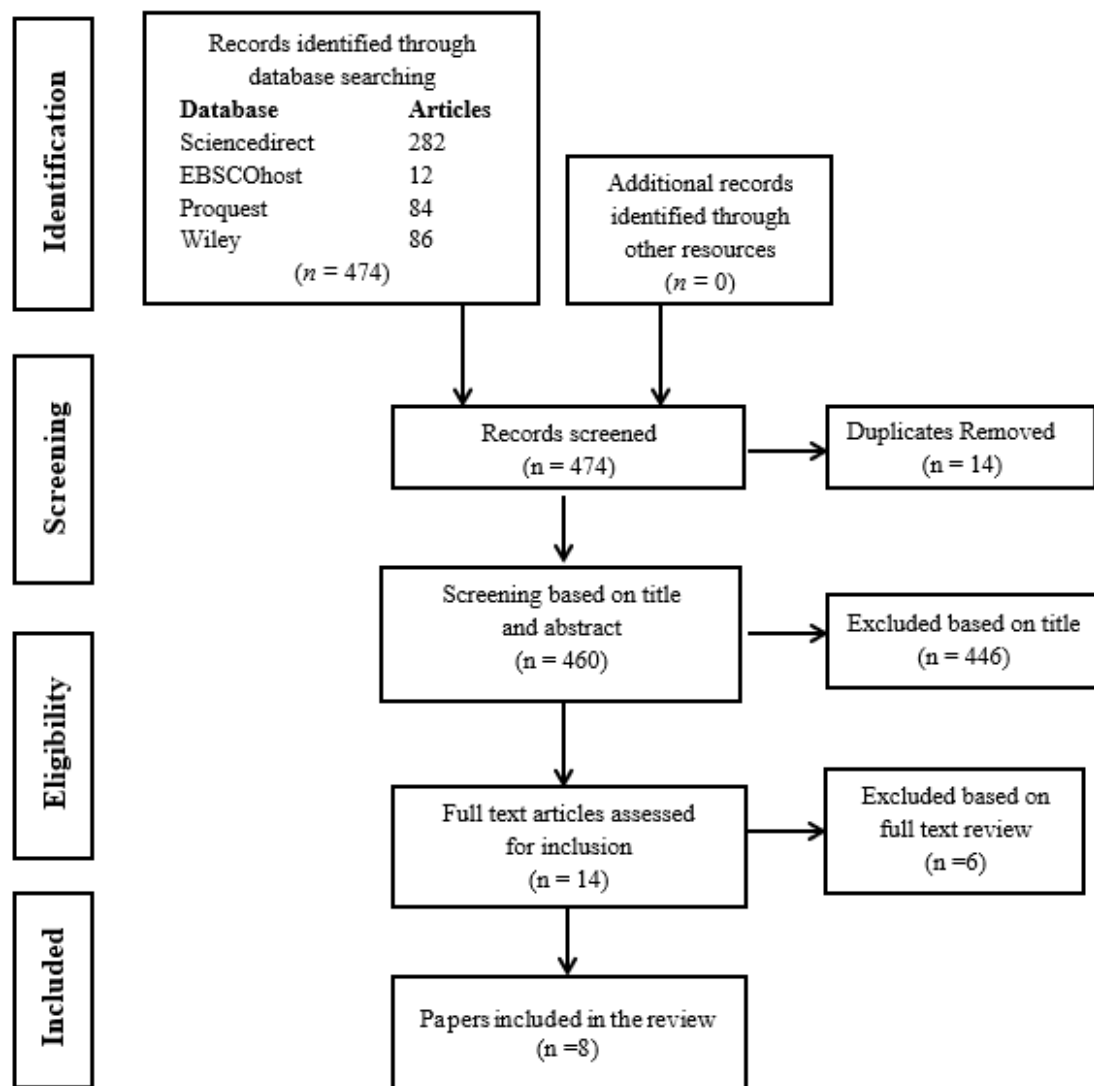 Identification
Records identified through
database searching
Database Articles
Sciencedirect 282
EBSCOhost 12
Proquest 84
Wiley 86
(n = 474)
Additional records
identified through
other resources
(n = 0)
Screening
Records screened
(n = 474)
Duplicates Removed
(n = 14)
Screening based on title
and abstract
(n = 460)
Excluded based on title
(n = 446)
Eligibility
Full text articles assessed
for inclusion
(n = 14)
Excluded based on
full text review
(n =6)
Included
Papers included in the review
(n =8)